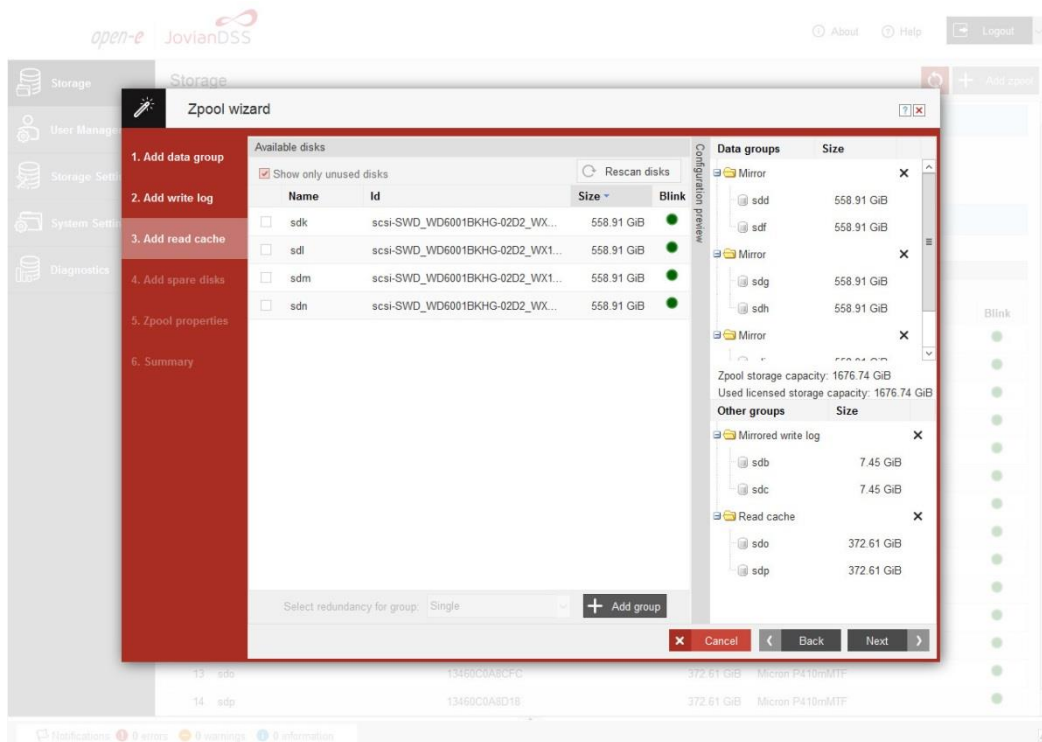 open-e JovianDSS
About Help Logout
Storage
Storage
Add zpool
User Manage
Storage Setti
System Settin
Diagnostics
Zpool wizard
1. Add data group
2. Add write log
3. Add read cache
4. Add spare disks
5. Zpool properties
6. Summary
Available disks
Show only unused disks
Rescan disks
Name Id Size Blink
sdk scsi-SWD_WD6001BKHG-02D2_WX... 558.91 GiB
sdl scsi-SWD_WD6001BKHG-02D2_WX1... 558.91 GiB
sdm scsi-SWD_WD6001BKHG-02D2_WX1... 558.91 GiB
sdn scsi-SWD_WD6001BKHG-02D2_WX... 558.91 GiB
Select redundancy for group: Single
Add group
Configuration preview
Data groups Size
Mirror
sdd 558.91 GiB
sdf 558.91 GiB
Mirror
sdg 558.91 GiB
sdh 558.91 GiB
Mirror
Zpool storage capacity: 1676.74 GiB
Used licensed storage capacity: 1676.74 GiB
Other groups Size
Mirrored write log
sdb 7.45 GiB
sdc 7.45 GiB
Read cache
sdo 372.61 GiB
sdp 372.61 GiB
Cancel Back Next
Blink
13 sdo 13460C0A8CFC 372.61 GiB Micron P410mMTF
14 sdp 13460C0A8D18 372.61 GiB Micron P410mMTF
Notifications: 0 errors 0 warnings 0 information